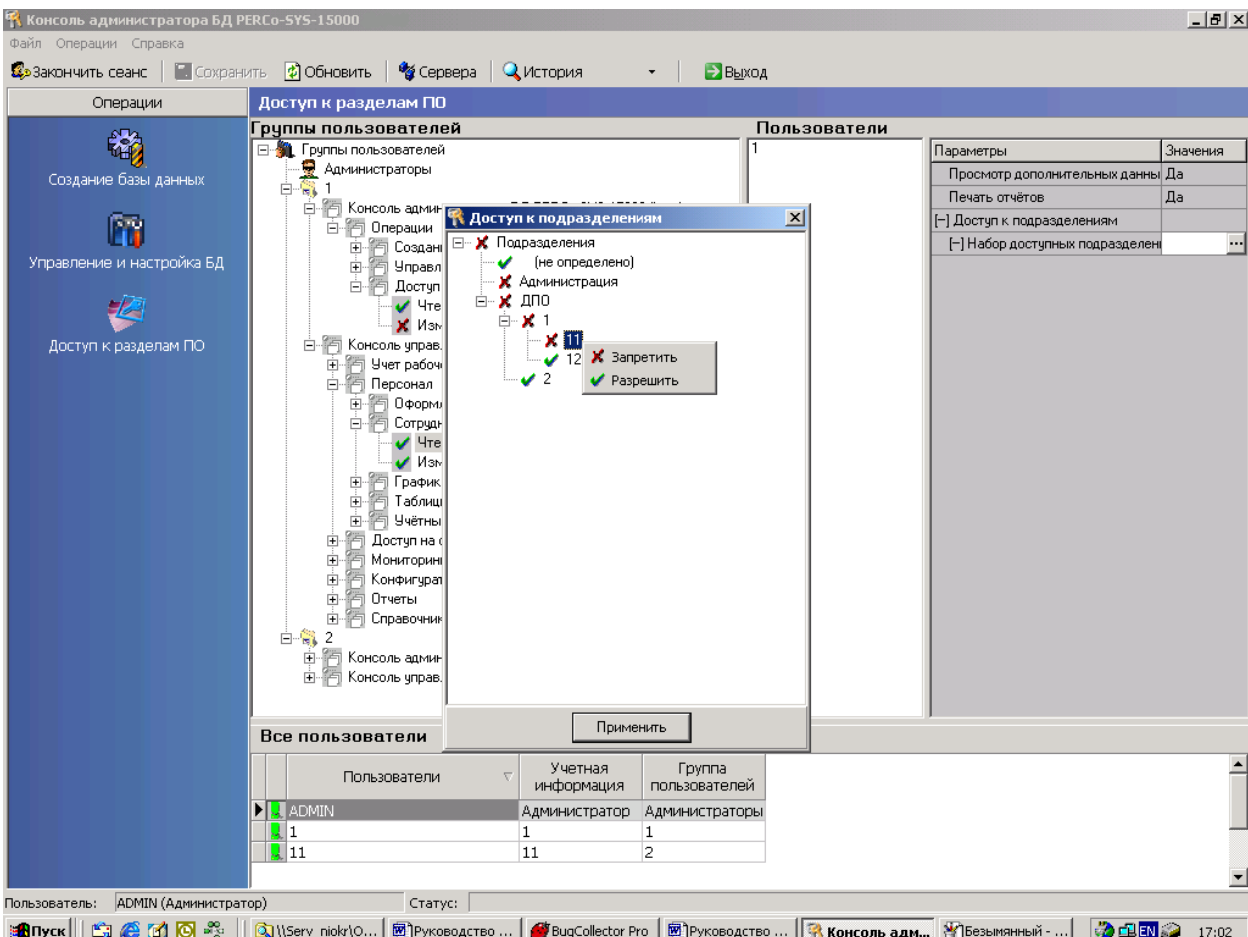 Консоль администратора БД PERCo-SYS-15000
Файл Операции Справка
Закончить сеанс Сохранить Обновить Сервера История Выход
Операции
Создание базы данных
Управление и настройка БД
Доступ к разделам ПО
Доступ к разделам ПО
Группы пользователей
Группы пользователей
Администраторы
1
Консоль админ
Операции
Создан
Управл
Доступ
Чте
Изм
Консоль управ.
Учет рабоч
Персонал
Оформ
Сотрудн
Чте
Изм
График
Таблиц
Учётны
Доступ на
Мониторин
Конфигурат
Отчеты
Справочник
2
Консоль админ
Консоль управ.
Доступ к подразделениям
Подразделения
(не определено)
Администрация
ДПО
1
11
12
2
Запретить
Разрешить
Применить
Пользователи
1
Параметры Значения
Просмотр дополнительных данны Да
Печать отчётов Да
[-] Доступ к подразделениям
[-] Набор доступных подразделен ...
Все пользователи
Пользователи Учетная информация Группа пользователей
ADMIN Администратор Администраторы
1 1 1
11 11 2
Пользователь: ADMIN (Администратор) Статус:
Пуск \\Serv_niokr\O... Руководство ... BugCollector Pro Руководство ... Консоль адм... Безымянный - ... EN 17:02